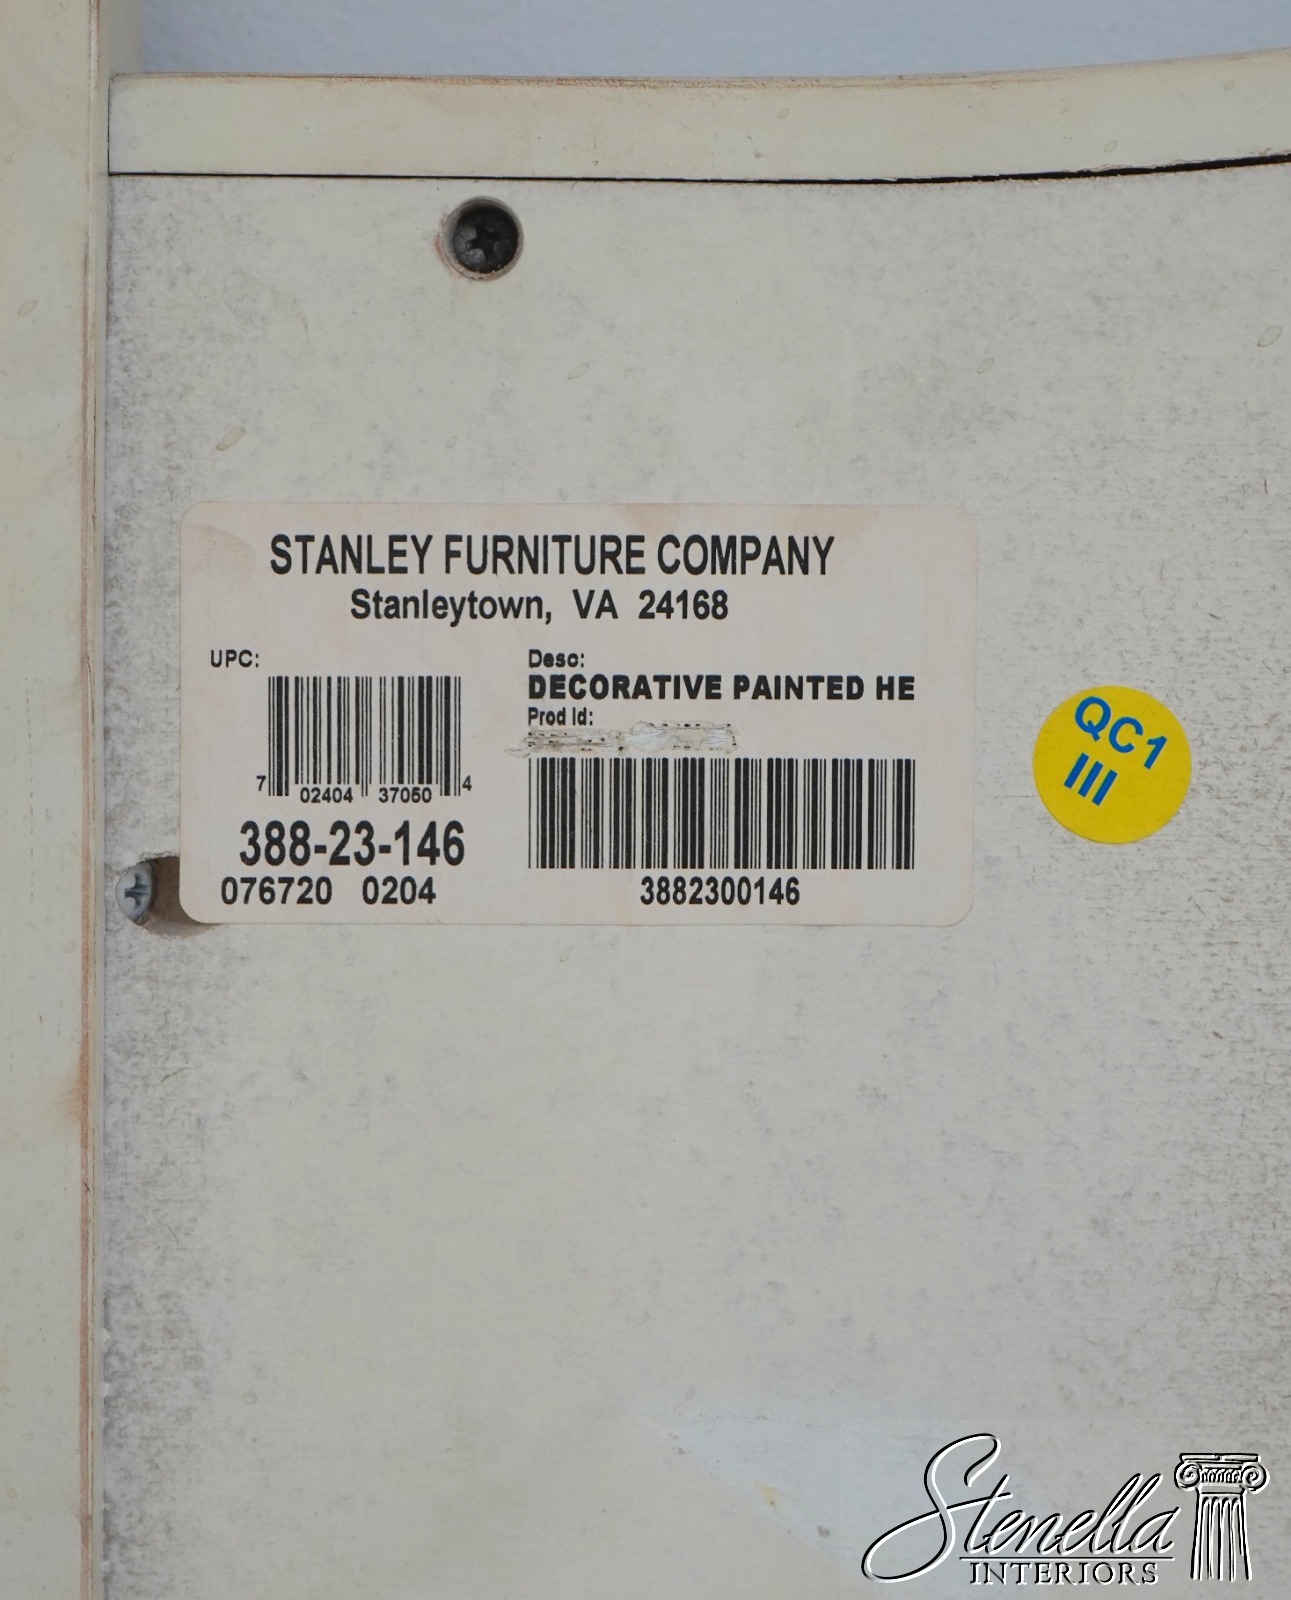 STANLEY FURNITURE COMPANY
Stanleytown, VA 24168
UPC:
7 02404 37050 4
388-23-146
076720 0204
Desc:
DECORATIVE PAINTED HE
Prod Id:
3882300146
QC1
III
Stenella
INTERIORS